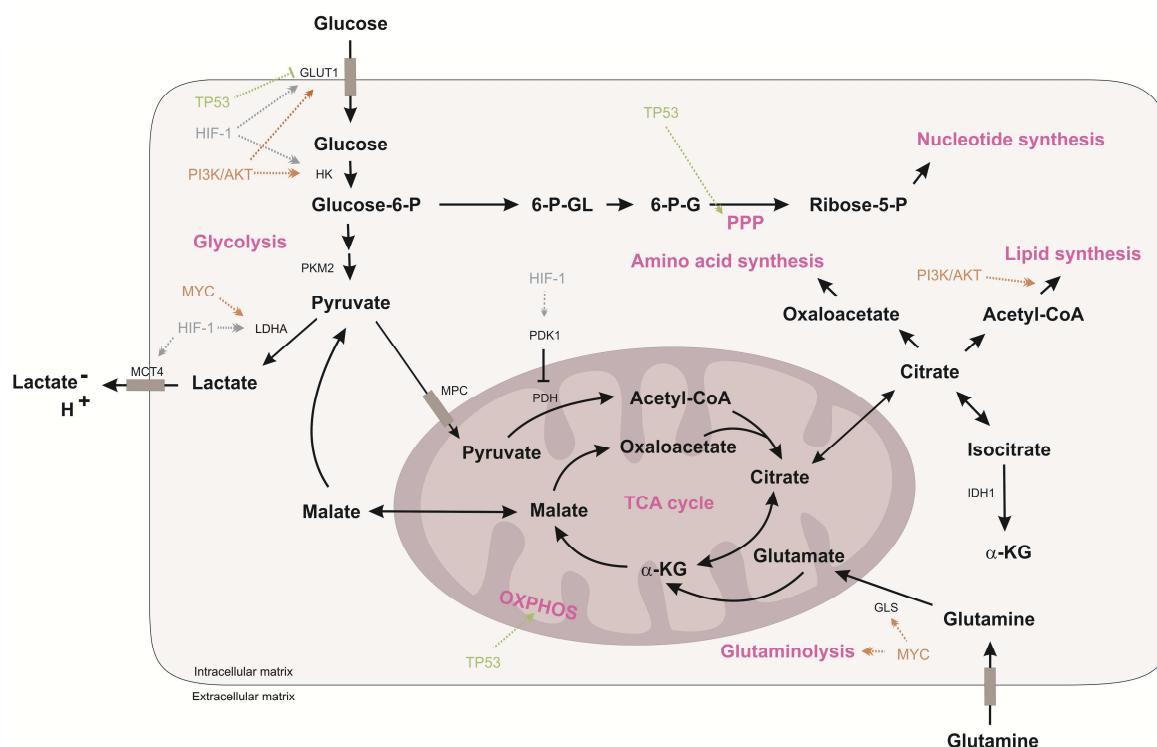 Glucose
GLUT1
TP53
TP53
HIF-1
Glucose
Nucleotide synthesis
PI3K/AKT
HK
Glucose-6-P
6-P-GL
6-P-G
Ribose-5-P
PPP
Glycolysis
Amino acid synthesis
Lipid synthesis
PKM2
HIF-1
PI3K/AKT
MYC
Pyruvate
Oxaloacetate
Acetyl-CoA
HIF-1
LDHA
PDK1
MCT4
Lactate -
H +
Lactate
MPC
PDH
Acetyl-CoA
Citrate
Pyruvate
Oxaloacetate
Isocitrate
Citrate
IDH1
Malate
Malate
TCA cycle
Glutamate
α-KG
α-KG
OXPHOS
GLS
Glutamine
TP53
Glutaminolysis
MYC
Intracellular matrix
Extracellular matrix
Glutamine